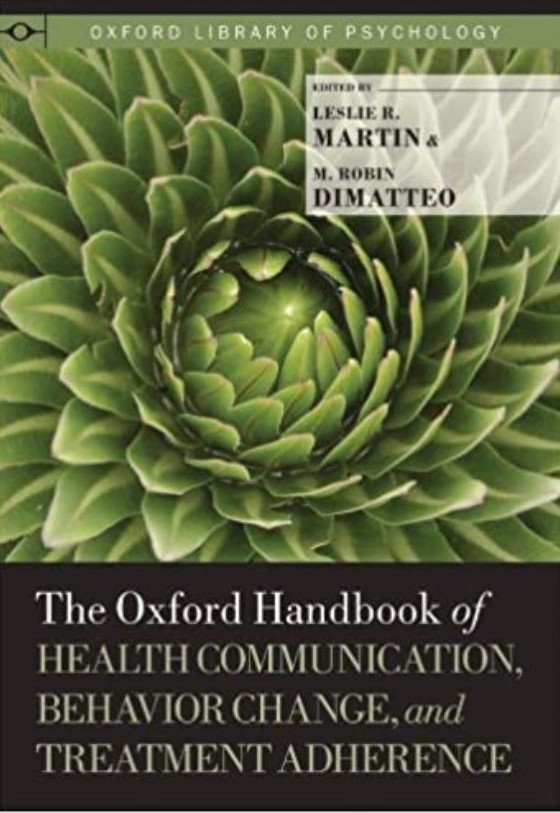 OXFORD LIBRARY OF PSYCHOLOGY
EDITED BY
LESLIE R.
MARTIN &
M. ROBIN
DIMATTEO
The Oxford Handbook of
HEALTH COMMUNICATION,
BEHAVIOR CHANGE, and
TREATMENT ADHERENCE